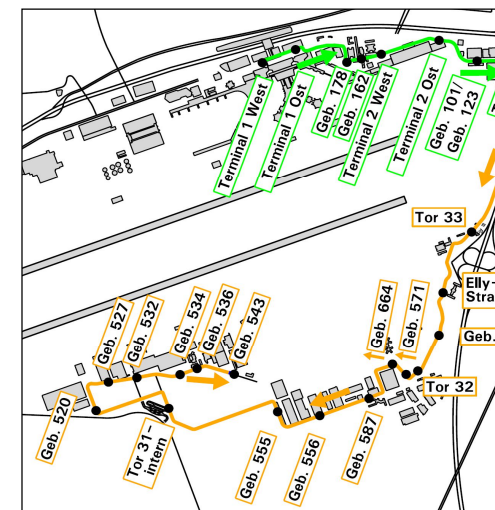 Terminal 1 West
Terminal 1 Ost
Geb. 178
Geb. 162
Terminal 2 West
Terminal 2 Ost
Geb. 101/
Geb. 123
Tor 33
Elly-
Stra
Geb.
Geb. 664
Geb. 571
Tor 32
Geb. 527
Geb. 532
Geb. 534
Geb. 536
Geb. 543
Geb. 520
Tor 31–
intern
Geb. 555
Geb. 556
Geb. 587